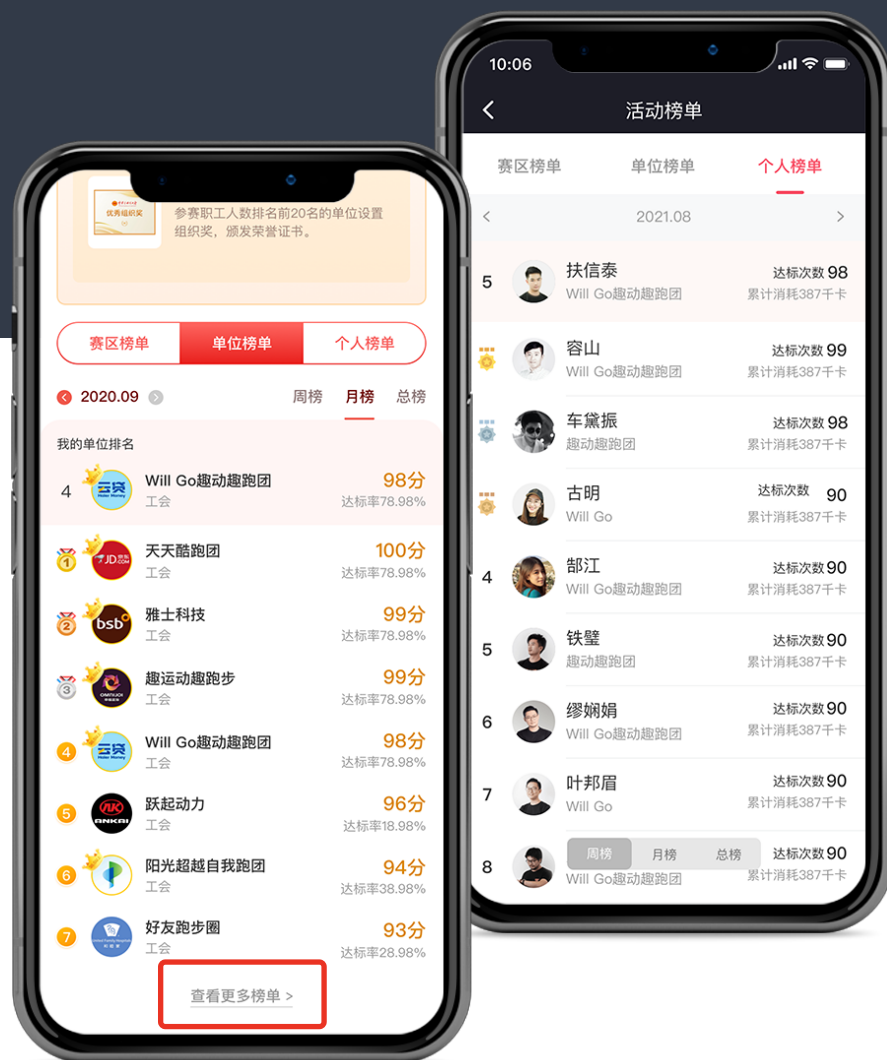 优秀组织奖
参赛职工人数排名前20名的单位设置
组织奖，颁发荣誉证书。
赛区榜单 单位榜单 个人榜单
2020.09 周榜 月榜 总榜
我的单位排名
4 云贷 Will Go趣动趣跑团 98分
工会 达标率78.98%
1 JD 京东 .COM 天天酷跑团 100分
工会 达标率78.98%
2 bsb 雅士科技 99分
工会 达标率78.98%
3 趣运动趣跑步 99分
工会 达标率78.98%
4 云贷 Will Go趣动趣跑团 98分
工会 达标率78.98%
5 ANKAI 跃起动力 96分
工会 达标率18.98%
6 阳光超越自我跑团 94分
工会 达标率38.98%
7 好友跑步圈 93分
工会 达标率28.98%
查看更多榜单 >
10:06
< 活动榜单
赛区榜单 单位榜单 个人榜单
< 2021.08 >
5 扶信泰 达标次数 98
Will Go趣动趣跑团 累计消耗387千卡
容山 达标次数 99
Will Go趣动趣跑团 累计消耗387千卡
车黛振 达标次数 98
趣动趣跑团 累计消耗387千卡
古明 达标次数 90
Will Go 累计消耗387千卡
4 郜江 达标次数 90
Will Go趣动趣跑团 累计消耗387千卡
5 铁璧 达标次数 90
趣动趣跑团 累计消耗387千卡
6 缪娴娟 达标次数 90
Will Go趣动趣跑团 累计消耗387千卡
7 叶邦眉 达标次数 90
Will Go 累计消耗387千卡
8 周榜 月榜 总榜 达标次数 90
Will Go趣动趣跑团 累计消耗387千卡